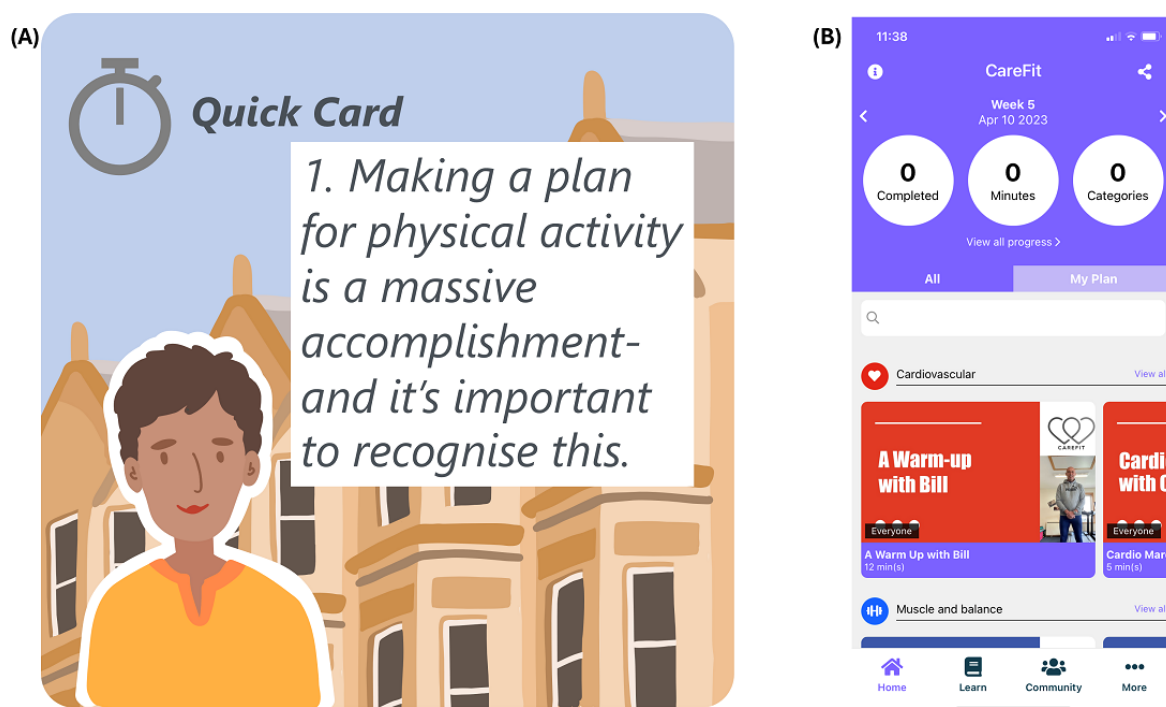 (A)
Quick Card
1. Making a plan
for physical activity
is a massive
accomplishment-
and it's important
to recognise this.
(B)
11:38
CareFit
Week 5
Apr 10 2023
0 0 0
Completed Minutes Categories
View all progress >
All My Plan
Cardiovascular View all
CAREFIT
A Warm-up Cardi
with Bill with C
Everyone Everyone
A Warm Up with Bill Cardio Mar
12 min(s) 5 min(s)
Muscle and balance View all
Home Learn Community More